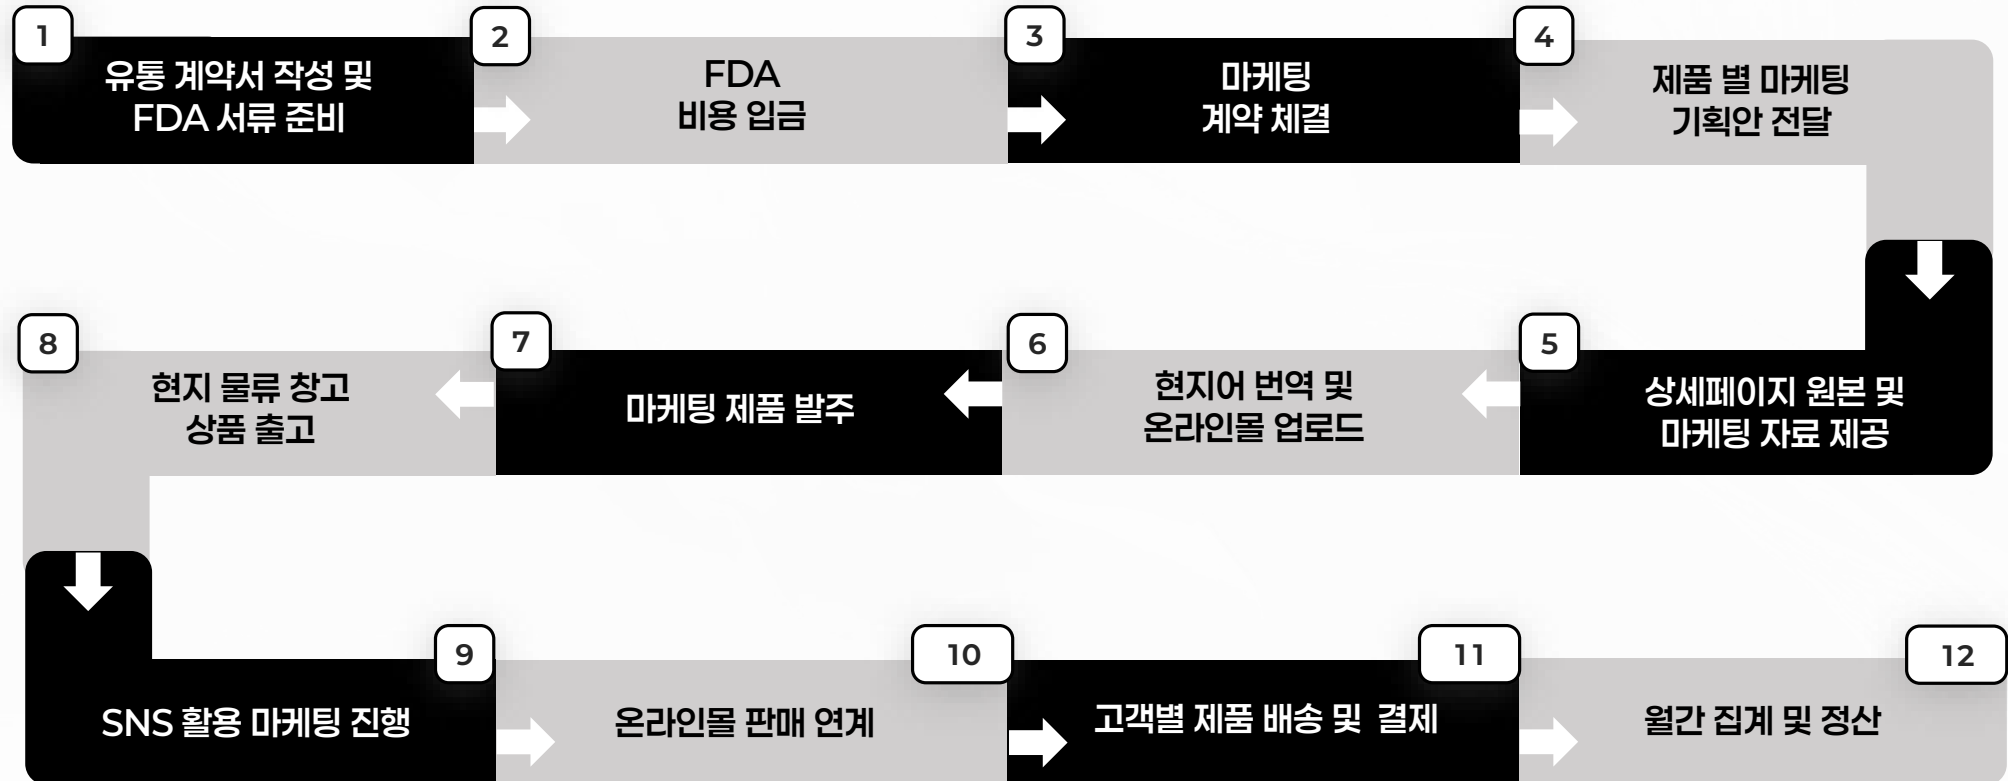 1
유통 계약서 작성 및
FDA 서류 준비
2
FDA
비용 입금
3
마케팅
계약 체결
4
제품 별 마케팅
기획안 전달
5
상세페이지 원본 및
마케팅 자료 제공
6
현지어 번역 및
온라인몰 업로드
7
마케팅 제품 발주
8
현지 물류 창고
상품 출고
9
SNS 활용 마케팅 진행
10
온라인몰 판매 연계
11
고객별 제품 배송 및 결제
12
월간 집계 및 정산